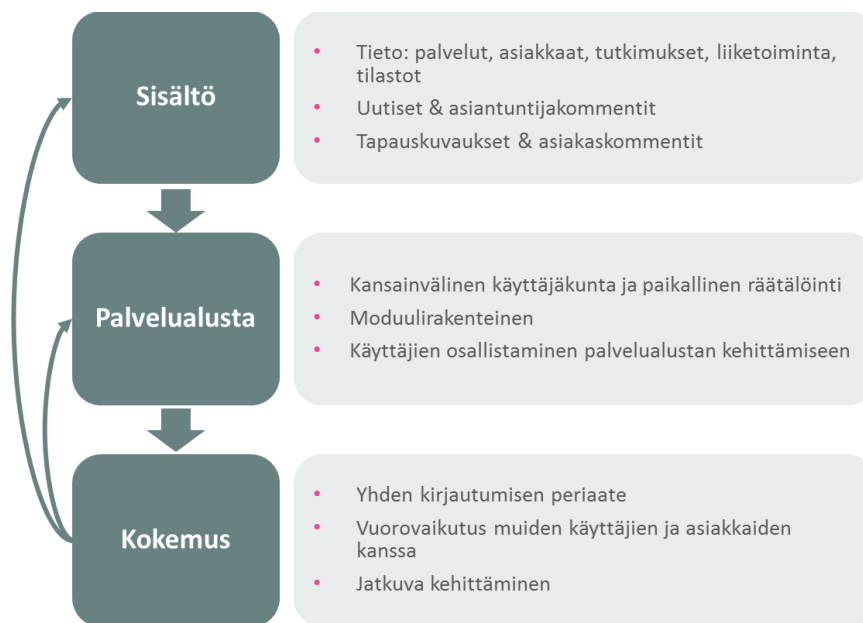 Sisältö
• Tieto: palvelut, asiakkaat, tutkimukset, liiketoiminta,
tilastot
• Uutiset & asiantuntijakommentit
• Tapauskuvaukset & asiakaskommentit
Palvelualusta
• Kansainvälinen käyttäjäkunta ja paikallinen räätälöinti
• Moduulirakenteinen
• Käyttäjien osallistaminen palvelualustan kehittämiseen
Kokemus
• Yhden kirjautumisen periaate
• Vuorovaikutus muiden käyttäjien ja asiakkaiden
kanssa
• Jatkuva kehittäminen